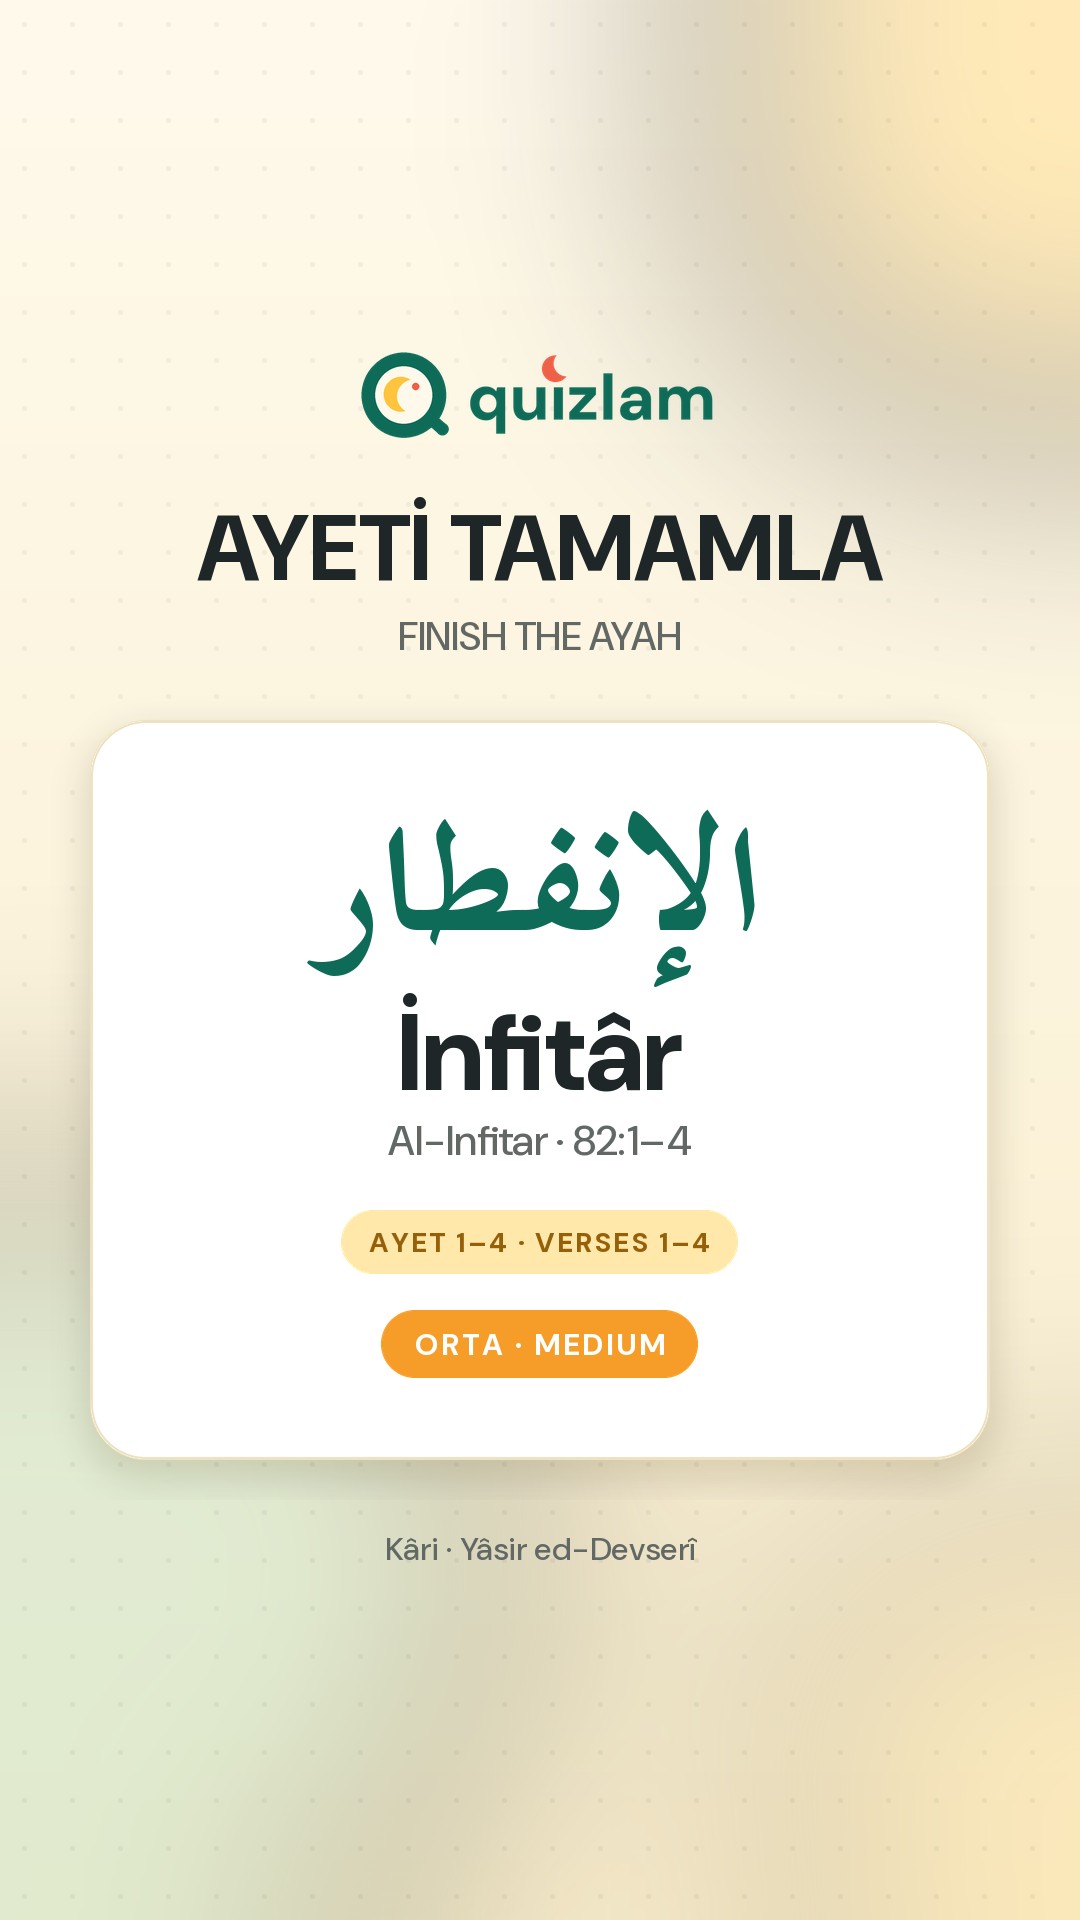 quizlam
AYETİ TAMAMLA
FINISH THE AYAH
الإنفطار
İnfitâr
Al-Infitar · 82:1–4
AYET 1–4 · VERSES 1–4
ORTA · MEDIUM
Kâri · Yâsir ed-Devserî